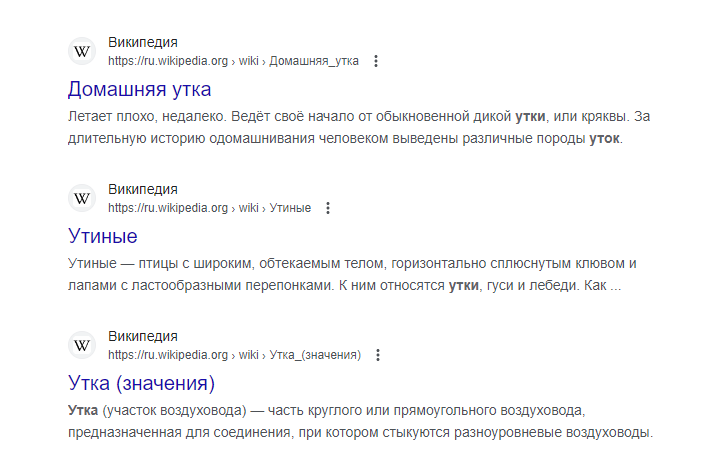 Википедия
https://ru.wikipedia.org › wiki › Домашняя_утка
Домашняя утка
Летает плохо, недалеко. Ведёт своё начало от обыкновенной дикой утки, или кряквы. За
длительную историю одомашнивания человеком выведены различные породы уток.
W
Википедия
https://ru.wikipedia.org › wiki › Утиные
Утиные
Утиные — птицы с широким, обтекаемым телом, горизонтально сплюснутым клювом и
лапами с ластообразными перепонками. К ним относятся утки, гуси и лебеди. Как ...
W
Википедия
https://ru.wikipedia.org › wiki › Утка_(значения)
Утка (значения)
Утка (участок воздуховода) — часть круглого или прямоугольного воздуховода,
предназначенная для соединения, при котором стыкуются разноуровневые воздуховоды.
W